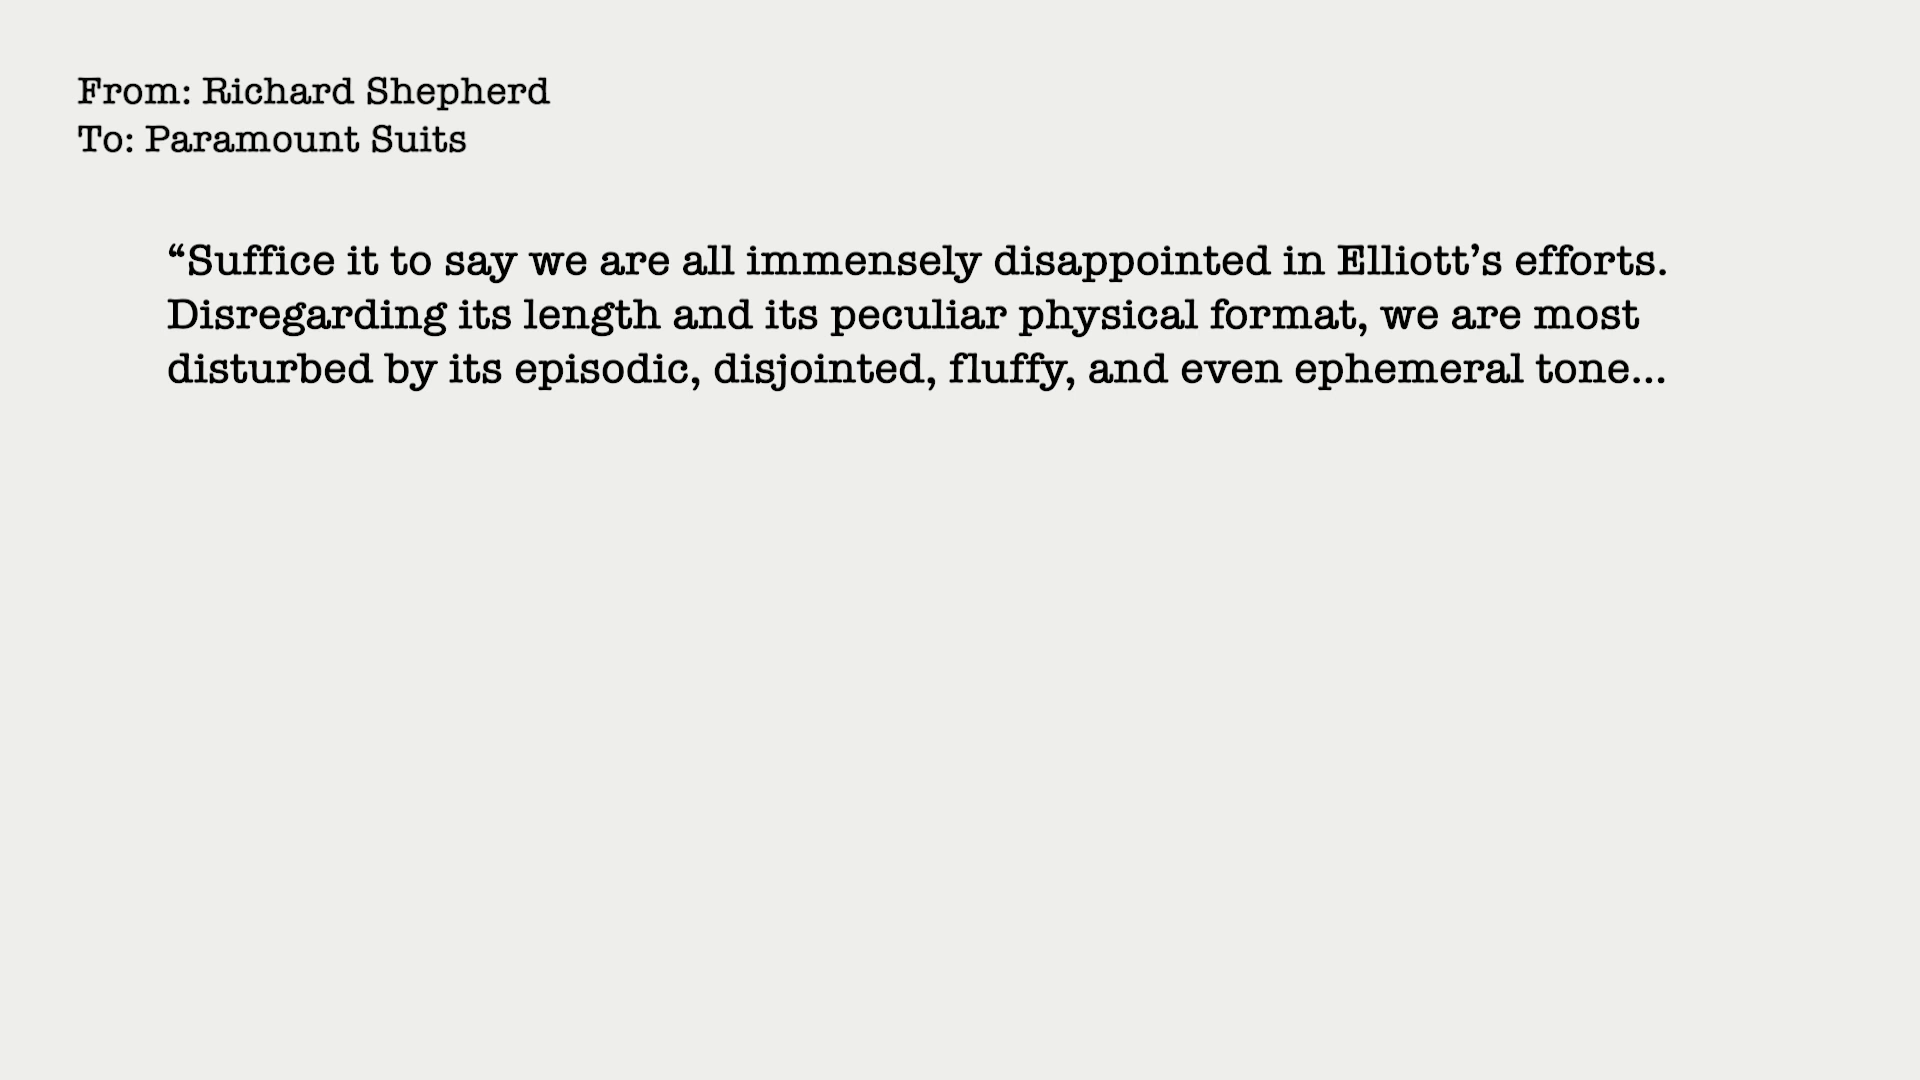 From: Richard Shepherd
To: Paramount Suits
“Suffice it to say we are all immensely disappointed in Elliott’s efforts.
Disregarding its length and its peculiar physical format, we are most
disturbed by its episodic, disjointed, fluffy, and even ephemeral tone...